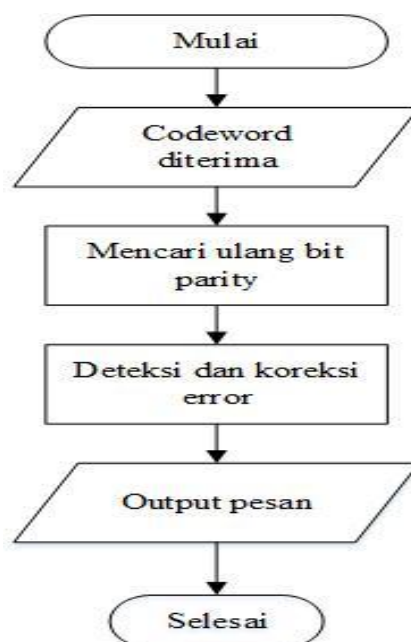 Mulai
Codeword
diterima
Mencari ulang bit
parity
Deteksi dan koreksi
error
Output pesan
Selesai